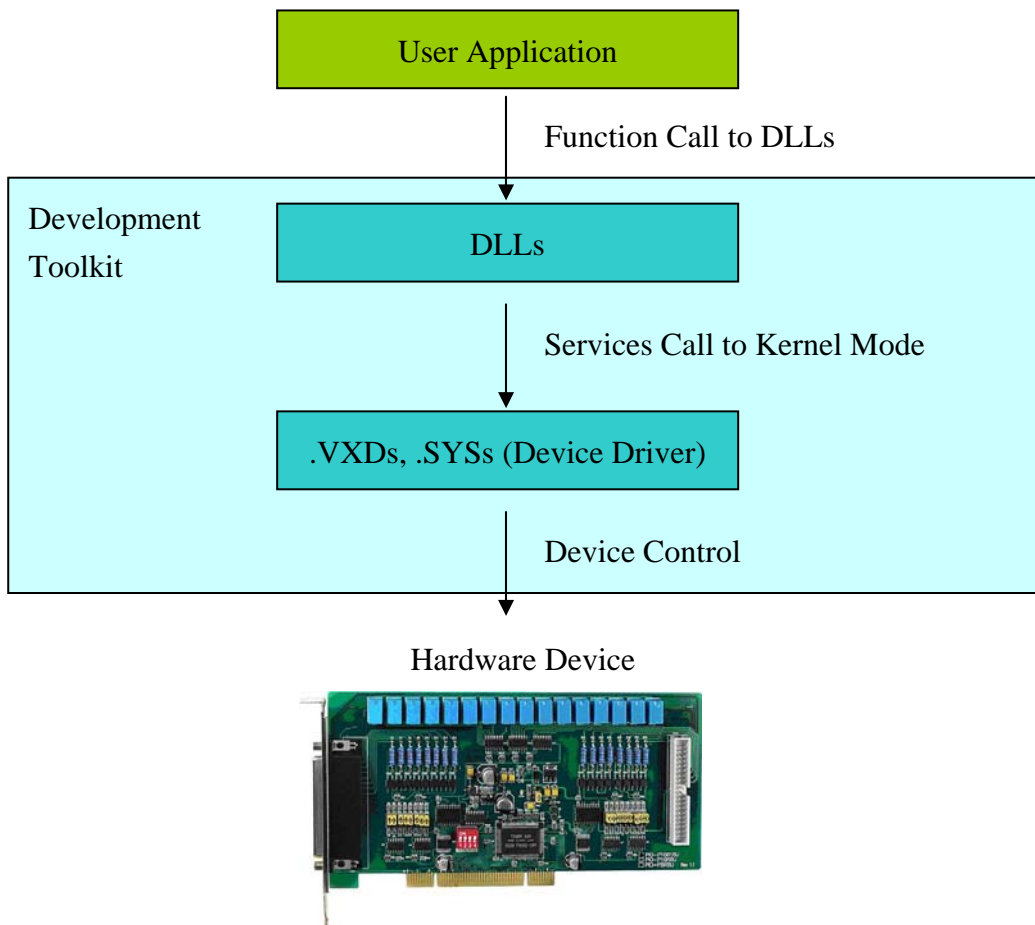 User Application
Function Call to DLLs
Development
Toolkit
DLLs
Services Call to Kernel Mode
.VXDs, .SYSs (Device Driver)
Device Control
Hardware Device